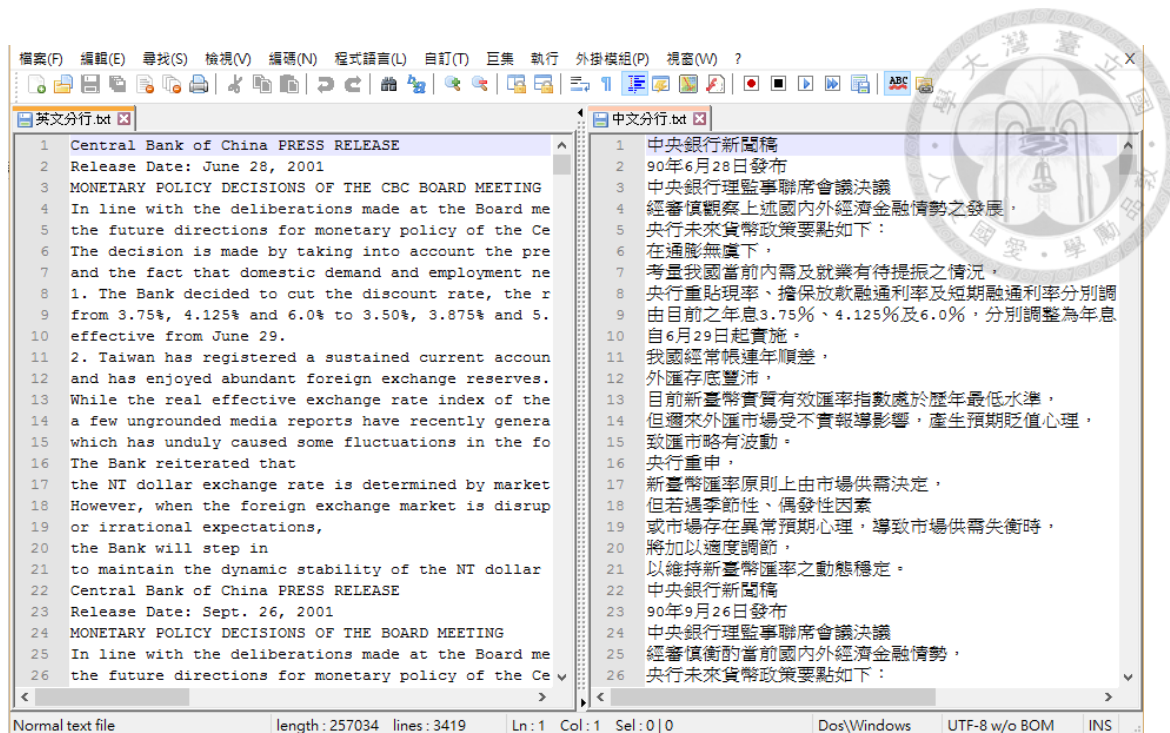 檔案(F) 編輯(E) 尋找(S) 檢視(V) 編碼(N) 程式語言(L) 自訂(T) 巨集 執行 外掛模組(P) 視窗(W) ? X
ABC
英文分行.txt
1 Central Bank of China PRESS RELEASE
2 Release Date: June 28, 2001
3 MONETARY POLICY DECISIONS OF THE CBC BOARD MEETING
4 In line with the deliberations made at the Board me
5 the future directions for monetary policy of the Ce
6 The decision is made by taking into account the pre
7 and the fact that domestic demand and employment ne
8 1. The Bank decided to cut the discount rate, the r
9 from 3.75%, 4.125% and 6.0% to 3.50%, 3.875% and 5.
10 effective from June 29.
11 2. Taiwan has registered a sustained current accoun
12 and has enjoyed abundant foreign exchange reserves.
13 While the real effective exchange rate index of the
14 a few ungrounded media reports have recently genera
15 which has unduly caused some fluctuations in the fo
16 The Bank reiterated that
17 the NT dollar exchange rate is determined by market
18 However, when the foreign exchange market is disrup
19 or irrational expectations,
20 the Bank will step in
21 to maintain the dynamic stability of the NT dollar
22 Central Bank of China PRESS RELEASE
23 Release Date: Sept. 26, 2001
24 MONETARY POLICY DECISIONS OF THE BOARD MEETING
25 In line with the deliberations made at the Board me
26 the future directions for monetary policy of the Ce
中文分行.txt
1 中央銀行新聞稿
2 90年6月28日發布
3 中央銀行理監事聯席會議決議
4 經審慎觀察上述國內外經濟金融情勢之發展，
5 央行未來貨幣政策要點如下：
6 在通膨無虞下，
7 考量我國當前內需及就業有待提振之情況，
8 央行重貼現率、擔保放款融通利率及短期融通利率分別調
9 由目前之年息3.75%、4.125%及6.0%，分別調整為年息
10 自6月29日起實施。
11 我國經常帳連年順差，
12 外匯存底豐沛，
13 目前新臺幣實質有效匯率指數處於歷年最低水準，
14 但邇來外匯市場受不實報導影響，產生預期貶值心理，
15 致匯市略有波動。
16 央行重申，
17 新臺幣匯率原則上由市場供需決定，
18 但若遇季節性、偶發性因素
19 或市場存在異常預期心理，導致市場供需失衡時，
20 將加以適度調節，
21 以維持新臺幣匯率之動態穩定。
22 中央銀行新聞稿
23 90年9月26日發布
24 中央銀行理監事聯席會議決議
25 經審慎衡酌當前國內外經濟金融情勢，
26 央行未來貨幣政策要點如下：
Normal text file length : 257034 lines : 3419 Ln : 1 Col : 1 Sel : 0 | 0 Dos\Windows UTF-8 w/o BOM INS